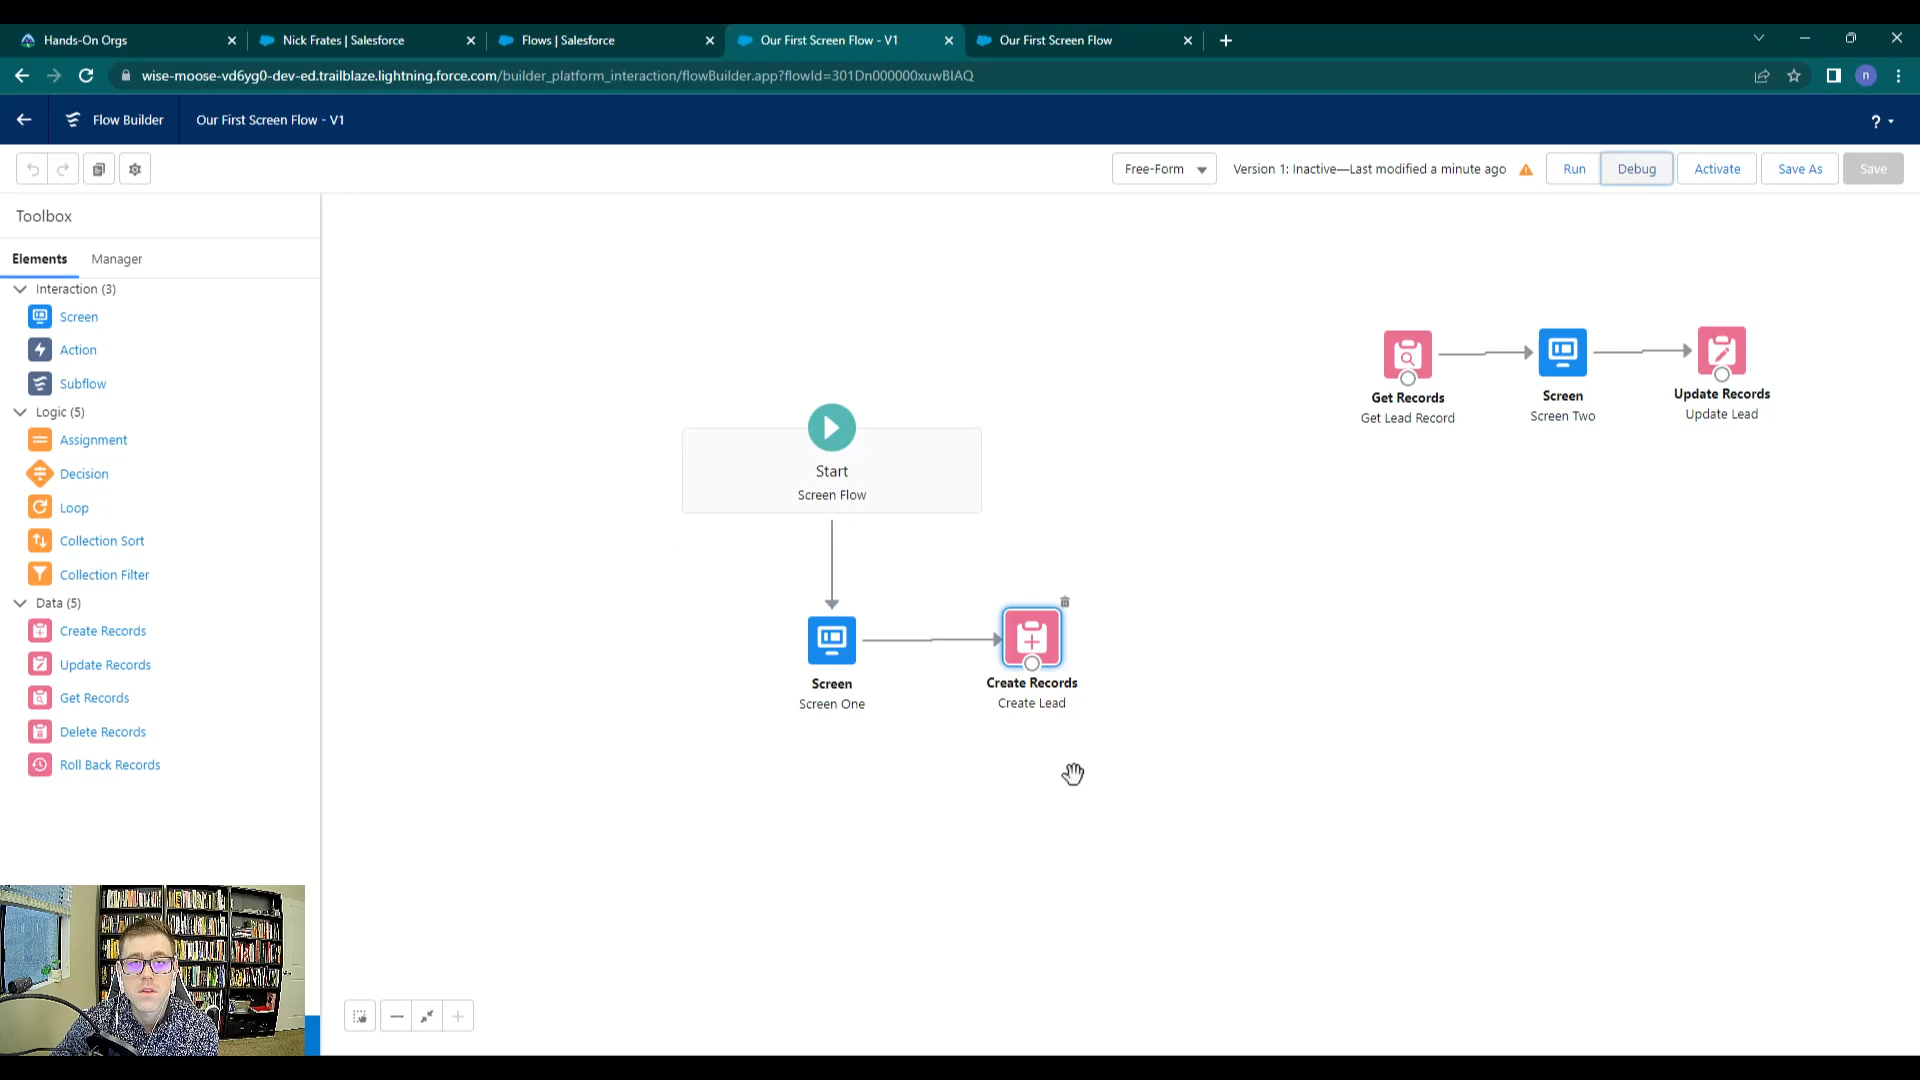 Hands-On Orgs
Nick Frates | Salesforce
Flows | Salesforce
Our First Screen Flow - V1
Our First Screen Flow
wise-moose-vd6yg0-dev-ed.trailblaze.lightning.force.com/builder_platform_interaction/flowBuilder.app?flowId=301Dn000000xuwBIAQ
n
Flow Builder
Our First Screen Flow - V1
?
Free-Form
Version 1: Inactive—Last modified a minute ago
Run
Debug
Activate
Save As
Save
Toolbox
Elements
Manager
Interaction (3)
Screen
Action
Subflow
Logic (5)
Assignment
Decision
Loop
Collection Sort
Collection Filter
Data (5)
Create Records
Update Records
Get Records
Delete Records
Roll Back Records
Start
Screen Flow
Screen
Screen One
Create Records
Create Lead
Get Records
Get Lead Record
Screen
Screen Two
Update Records
Update Lead